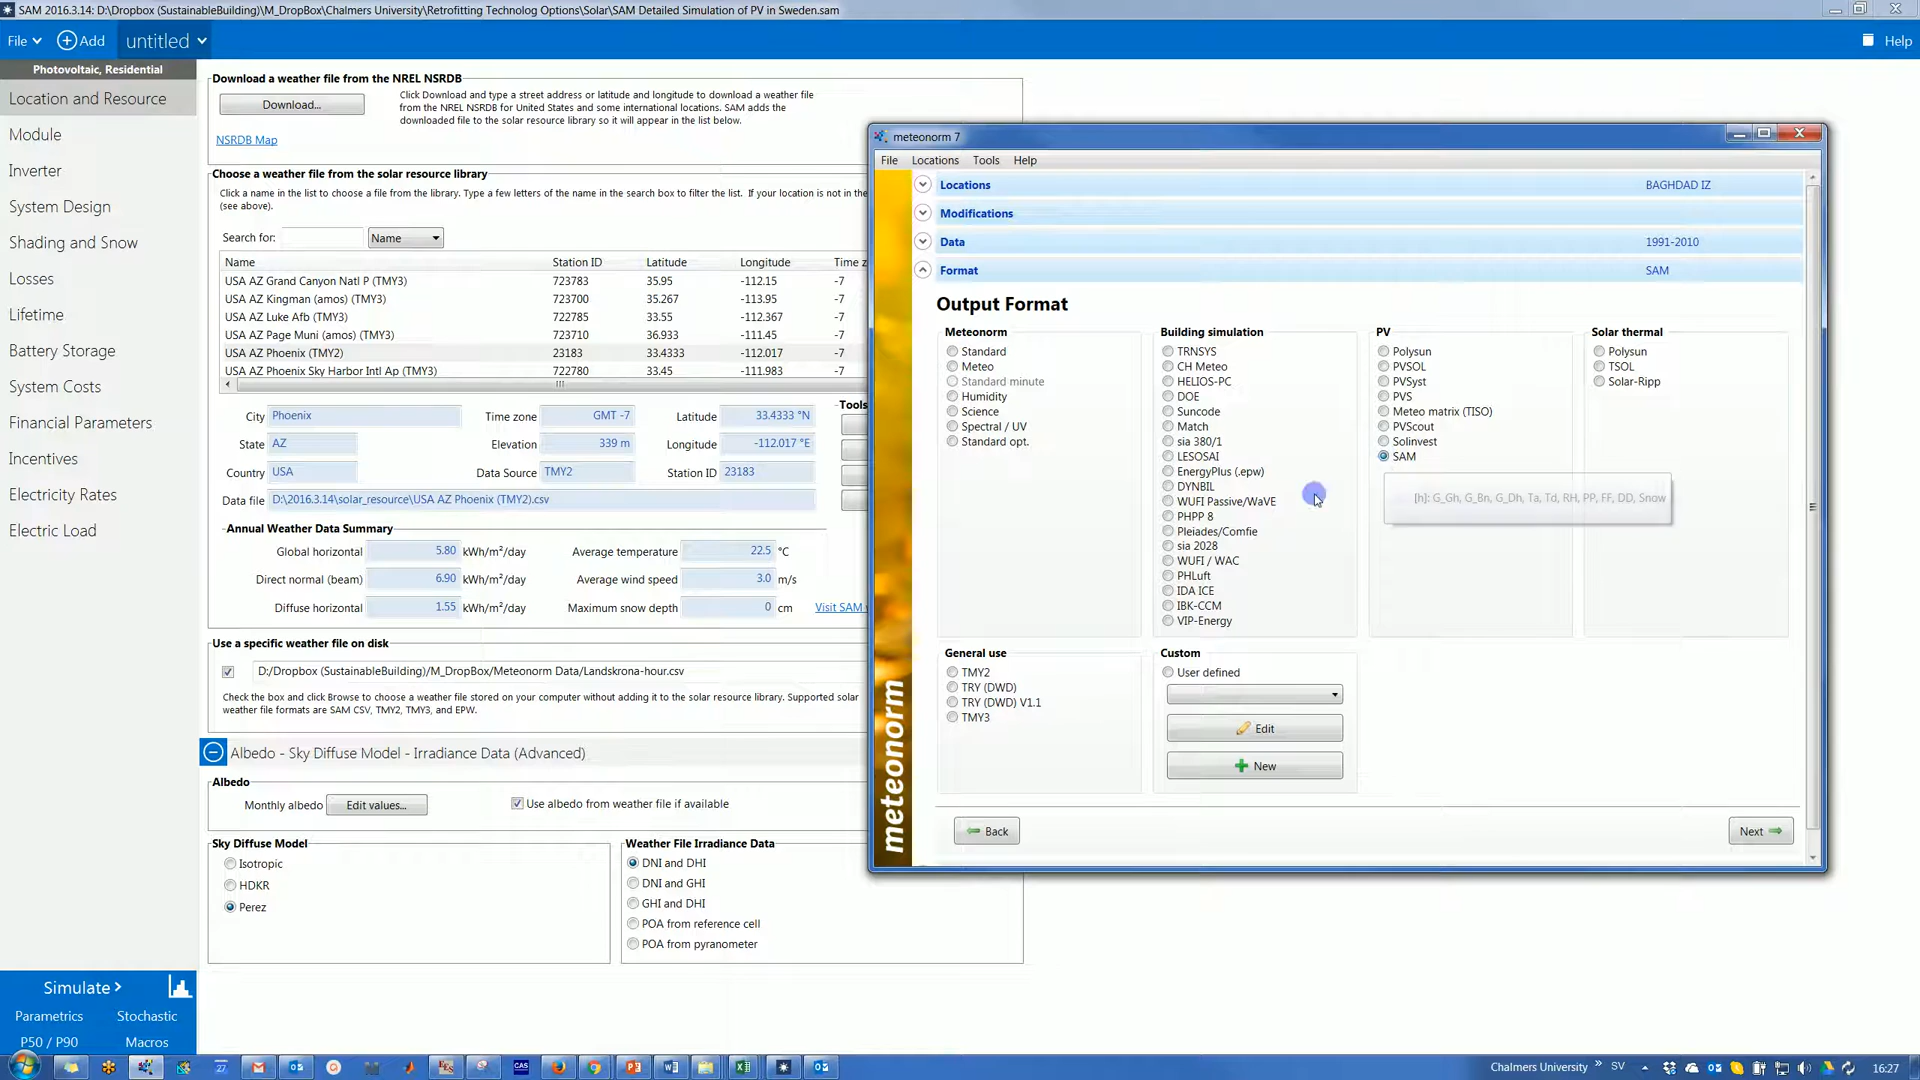 SAM 2016.3.14: D:\Dropbox (SustainableBuilding)\M_DropBox\Chalmers University\Retrofitting Technolog Options\Solar\SAM Detailed Simulation of PV in Sweden.sam
File
Add
untitled
Help
Photovoltaic, Residential
Location and Resource
Module
Inverter
System Design
Shading and Snow
Losses
Lifetime
Battery Storage
System Costs
Financial Parameters
Incentives
Electricity Rates
Electric Load
Simulate >
Parametrics
Stochastic
P50 / P90
Macros
Download a weather file from the NREL NSRDB
Download...
Click Download and type a street address or latitude and longitude to download a weather file
from the NREL NSRDB for United States and some international locations. SAM adds the
downloaded file to the solar resource library so it will appear in the list below.
NSRDB Map
Choose a weather file from the solar resource library
Click a name in the list to choose a file from the library. Type a few letters of the name in the search box to filter the list. If your location is not in the
(see above).
Search for:
Name
Name Station ID Latitude Longitude Time z
USA AZ Grand Canyon Natl P (TMY3) 723783 35.95 -112.15 -7
USA AZ Kingman (amos) (TMY3) 723700 35.267 -113.95 -7
USA AZ Luke Afb (TMY3) 722785 33.55 -112.367 -7
USA AZ Page Muni (amos) (TMY3) 723710 36.933 -111.45 -7
USA AZ Phoenix (TMY2) 23183 33.4333 -112.017 -7
USA AZ Phoenix Sky Harbor Intl Ap (TMY3) 722780 33.45 -111.983 -7
City Phoenix Time zone GMT -7 Latitude 33.4333 °N
State AZ Elevation 339 m Longitude -112.017 °E
Country USA Data Source TMY2 Station ID 23183
Data file D:\2016.3.14\solar_resource\USA AZ Phoenix (TMY2).csv
Tools
Annual Weather Data Summary
Global horizontal 5.80 kWh/m²/day Average temperature 22.5 °C
Direct normal (beam) 6.90 kWh/m²/day Average wind speed 3.0 m/s
Diffuse horizontal 1.55 kWh/m²/day Maximum snow depth 0 cm
Visit SAM
Use a specific weather file on disk
D:/Dropbox (SustainableBuilding)/M_DropBox/Meteonorm Data/Landskrona-hour.csv
Check the box and click Browse to choose a weather file stored on your computer without adding it to the solar resource library. Supported solar
weather file formats are SAM CSV, TMY2, TMY3, and EPW.
Albedo - Sky Diffuse Model - Irradiance Data (Advanced)
Albedo
Monthly albedo
Edit values...
Use albedo from weather file if available
Sky Diffuse Model
Isotropic
HDKR
Perez
Weather File Irradiance Data
DNI and DHI
DNI and GHI
GHI and DHI
POA from reference cell
POA from pyranometer
meteonorm 7
File Locations Tools Help
Locations BAGHDAD IZ
Modifications
Data 1991-2010
Format SAM
Output Format
Meteonorm
Standard
Meteo
Standard minute
Humidity
Science
Spectral / UV
Standard opt.
Building simulation
TRNSYS
CH Meteo
HELIOS-PC
DOE
Suncode
Match
sia 380/1
LESOSAI
EnergyPlus (.epw)
DYNBIL
WUFI Passive/WaVE
PHPP 8
Pleiades/Comfie
sia 2028
WUFI / WAC
PHLuft
IDA ICE
IBK-CCM
VIP-Energy
PV
Polysun
PVSOL
PVSyst
PVS
Meteo matrix (TISO)
PVScout
Solinvest
SAM
[h]: G_Gh, G_Bn, G_Dh, Ta, Td, RH, PP, FF, DD, Snow
Solar thermal
Polysun
TSOL
Solar-Ripp
General use
TMY2
TRY (DWD)
TRY (DWD) V1.1
TMY3
Custom
User defined
Edit
New
Back
Next
meteonorm
Chalmers University
SV
16:27